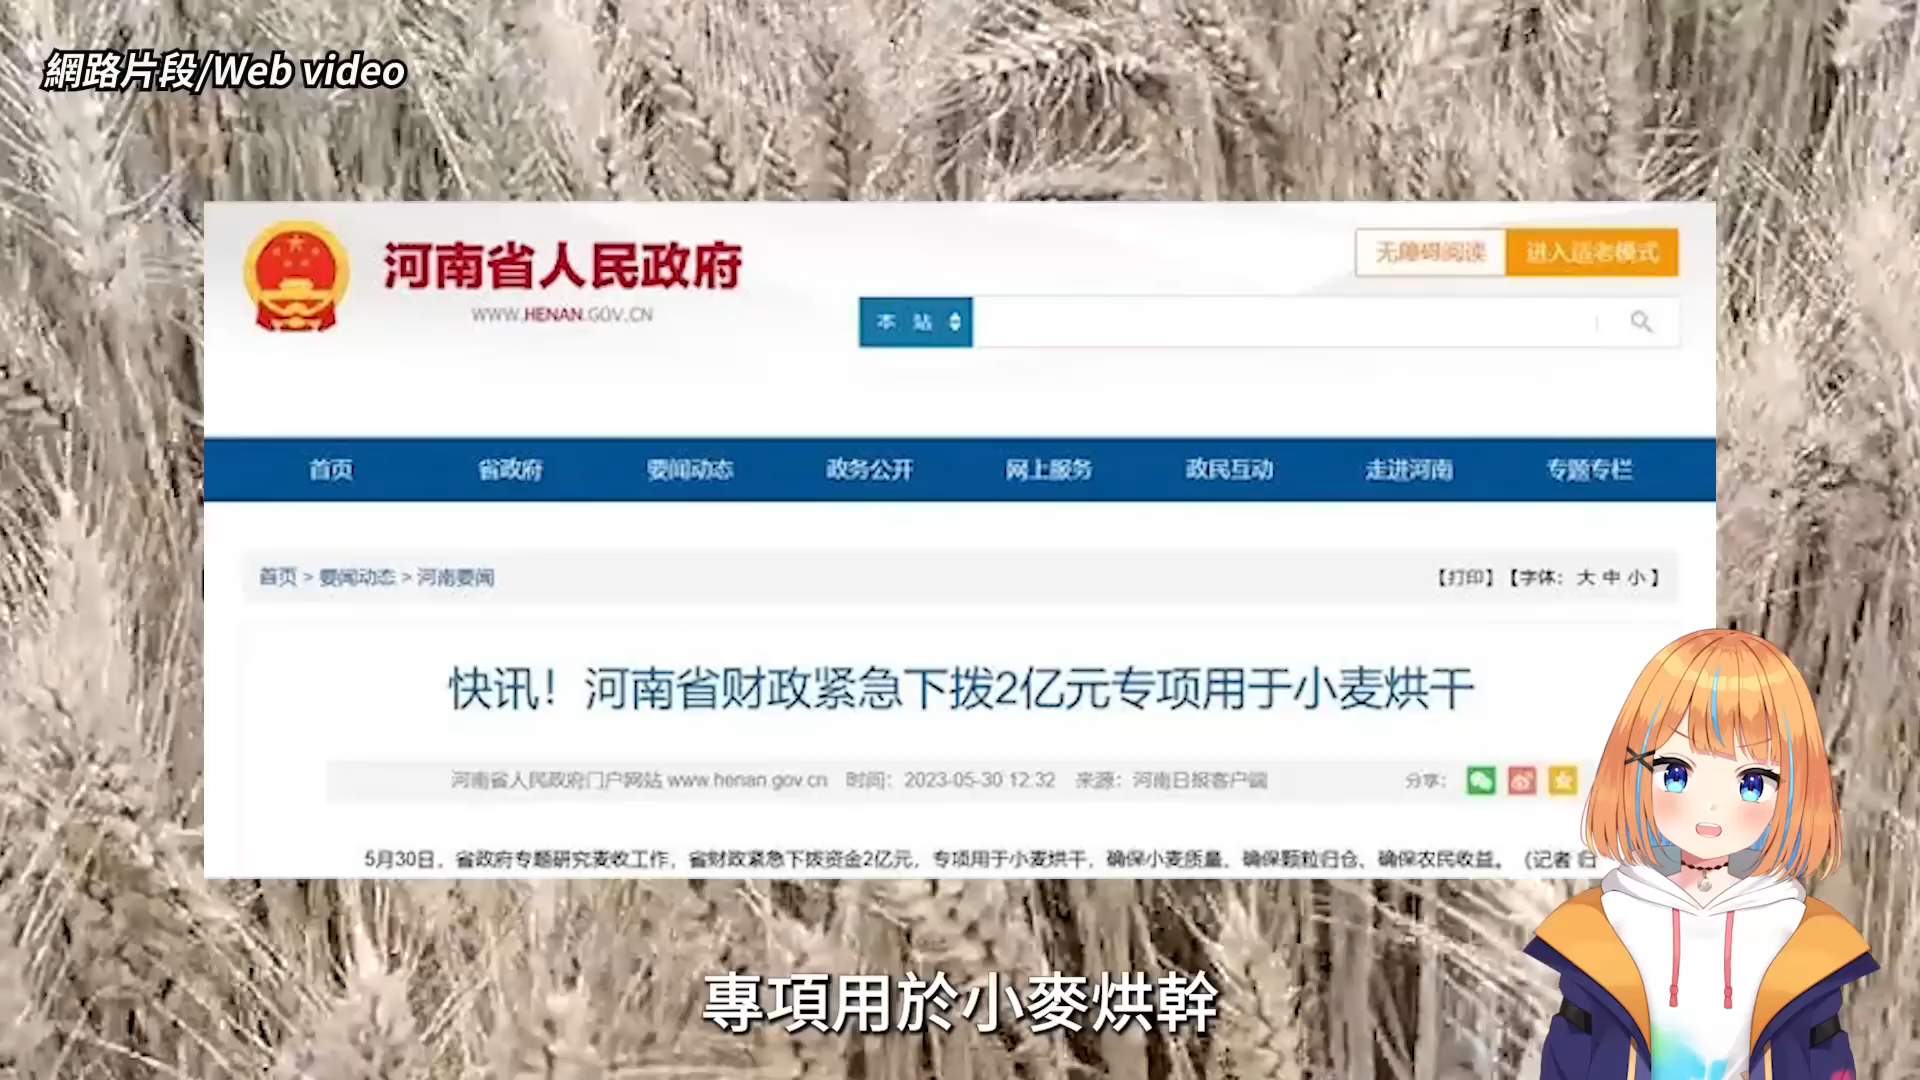 網路片段/Web video
河南省人民政府
WWW.HENAN.GOV.CN
无障碍阅读 进入适老模式
本 站
首页 省政府 要闻动态 政务公开 网上服务 政民互动 走进河南 专题专栏
首页 > 要闻动态 > 河南要闻 【打印】【字体： 大 中 小】
快讯！河南省财政紧急下拨2亿元专项用于小麦烘干
河南省人民政府门户网站 www.henan.gov.cn 时间：2023-05-30 12:32 来源：河南日报客户端 分享：
5月30日，省政府专题研究麦收工作，省财政紧急下拨资金2亿元，专项用于小麦烘干，确保小麦质量、确保颗粒归仓、确保农民收益。（记者 归
專項用於小麥烘幹